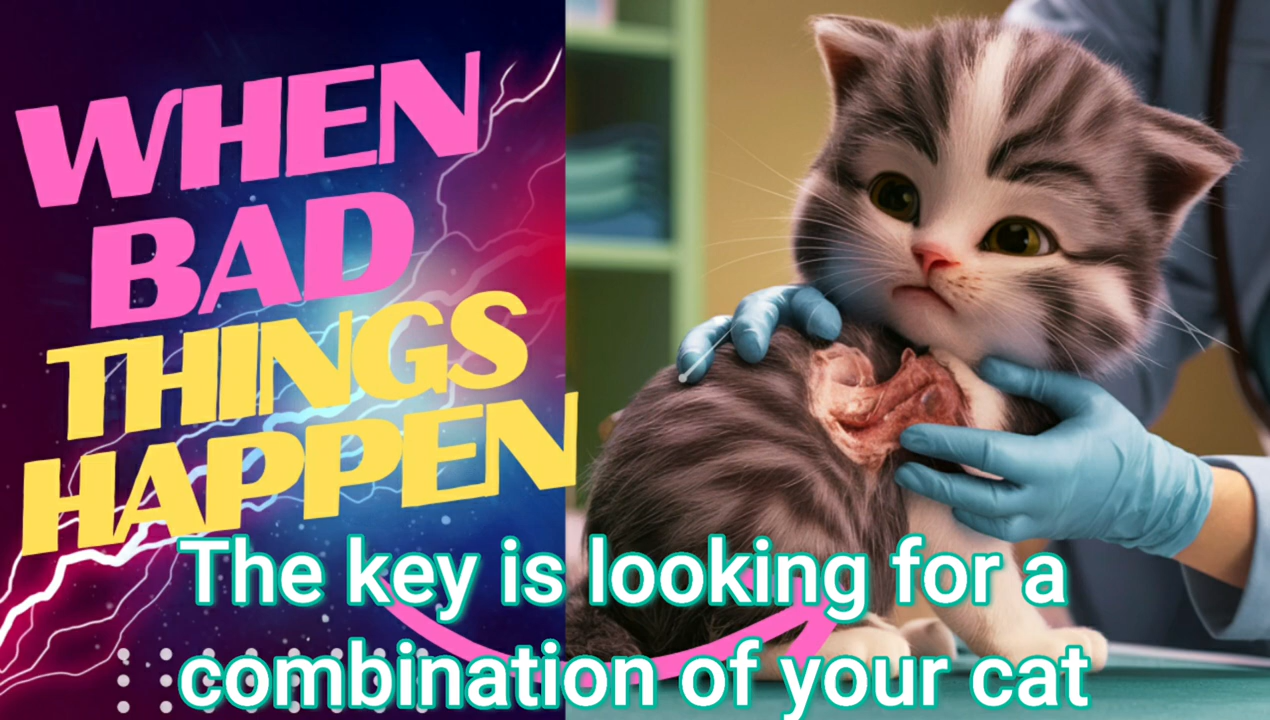 WHEN
BAD
THINGS
HAPPEN
The key is looking for a
combination of your cat